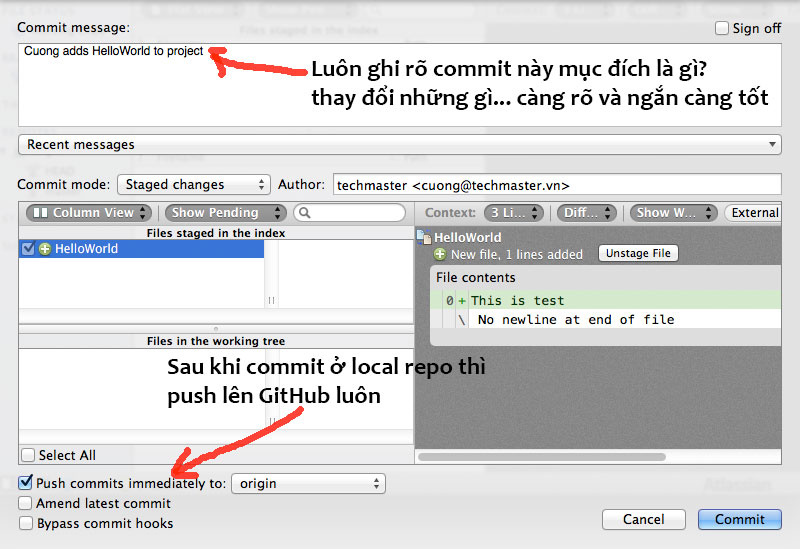 Commit message:
Sign off
Cuong adds HelloWorld to project
Luôn ghi rõ commit này mục đích là gì?
thay đổi những gì... càng rõ và ngắn càng tốt
Recent messages
Commit mode: Staged changes Author: techmaster <cuong@techmaster.vn>
Column View Show Pending Context: 3 Li... Diff... Show W... External
Files staged in the index
HelloWorld
HelloWorld
New file, 1 lines added Unstage File
File contents
0 + This is test
\ No newline at end of file
Files in the working tree
Sau khi commit ở local repo thì
push lên GitHub luôn
Select All
Push commits immediately to: origin
Amend latest commit
Bypass commit hooks
Cancel Commit
Atlassian